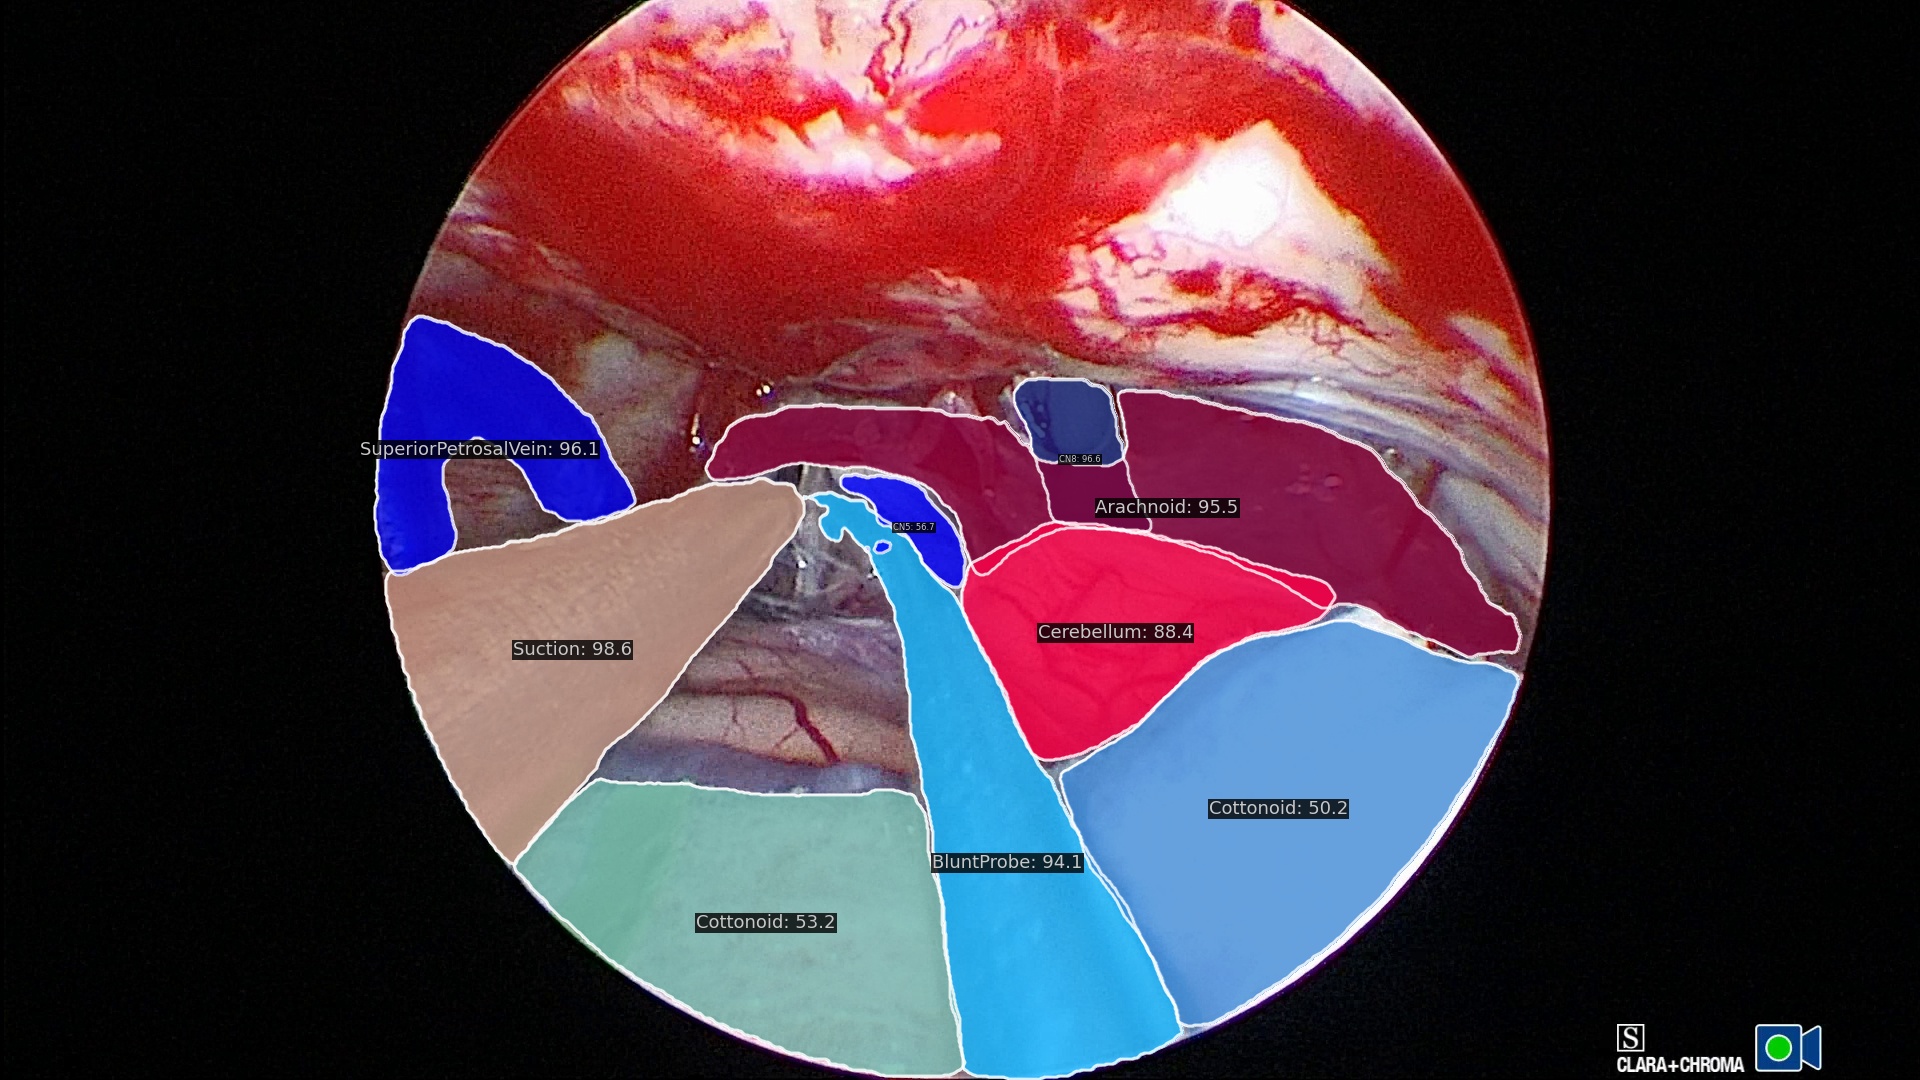 SuperiorPetrosalVein: 96.1
CN8: 96.6
Arachnoid: 95.5
CN5: 56.7
Cerebellum: 88.4
Suction: 98.6
Cottonoid: 50.2
BluntProbe: 94.1
Cottonoid: 53.2
S
CLARA+CHROMA